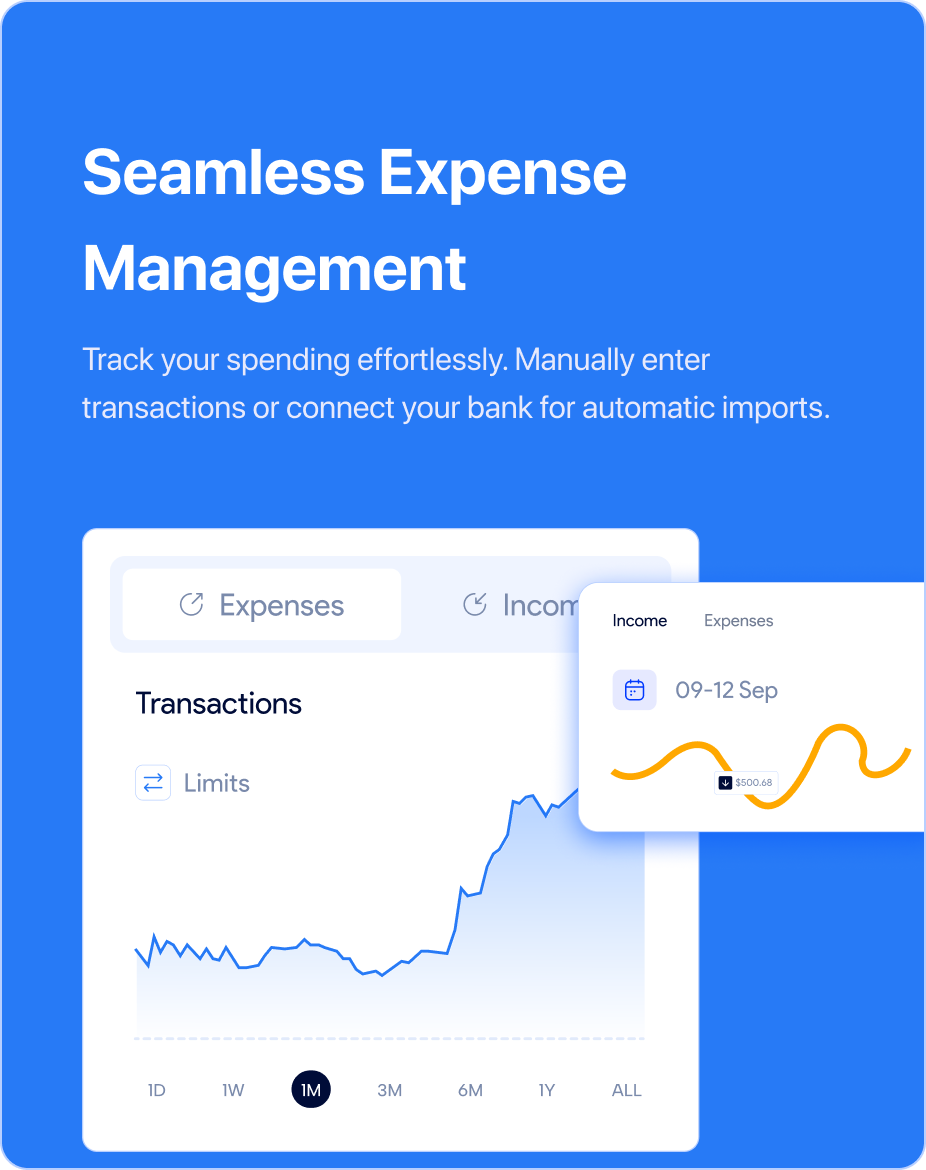 Seamless Expense
Management
Track your spending effortlessly. Manually enter
transactions or connect your bank for automatic imports.
Expenses
Incom
Transactions
Limits
Income Expenses
09-12 Sep
$500.68
1D 1W 1M 3M 6M 1Y ALL